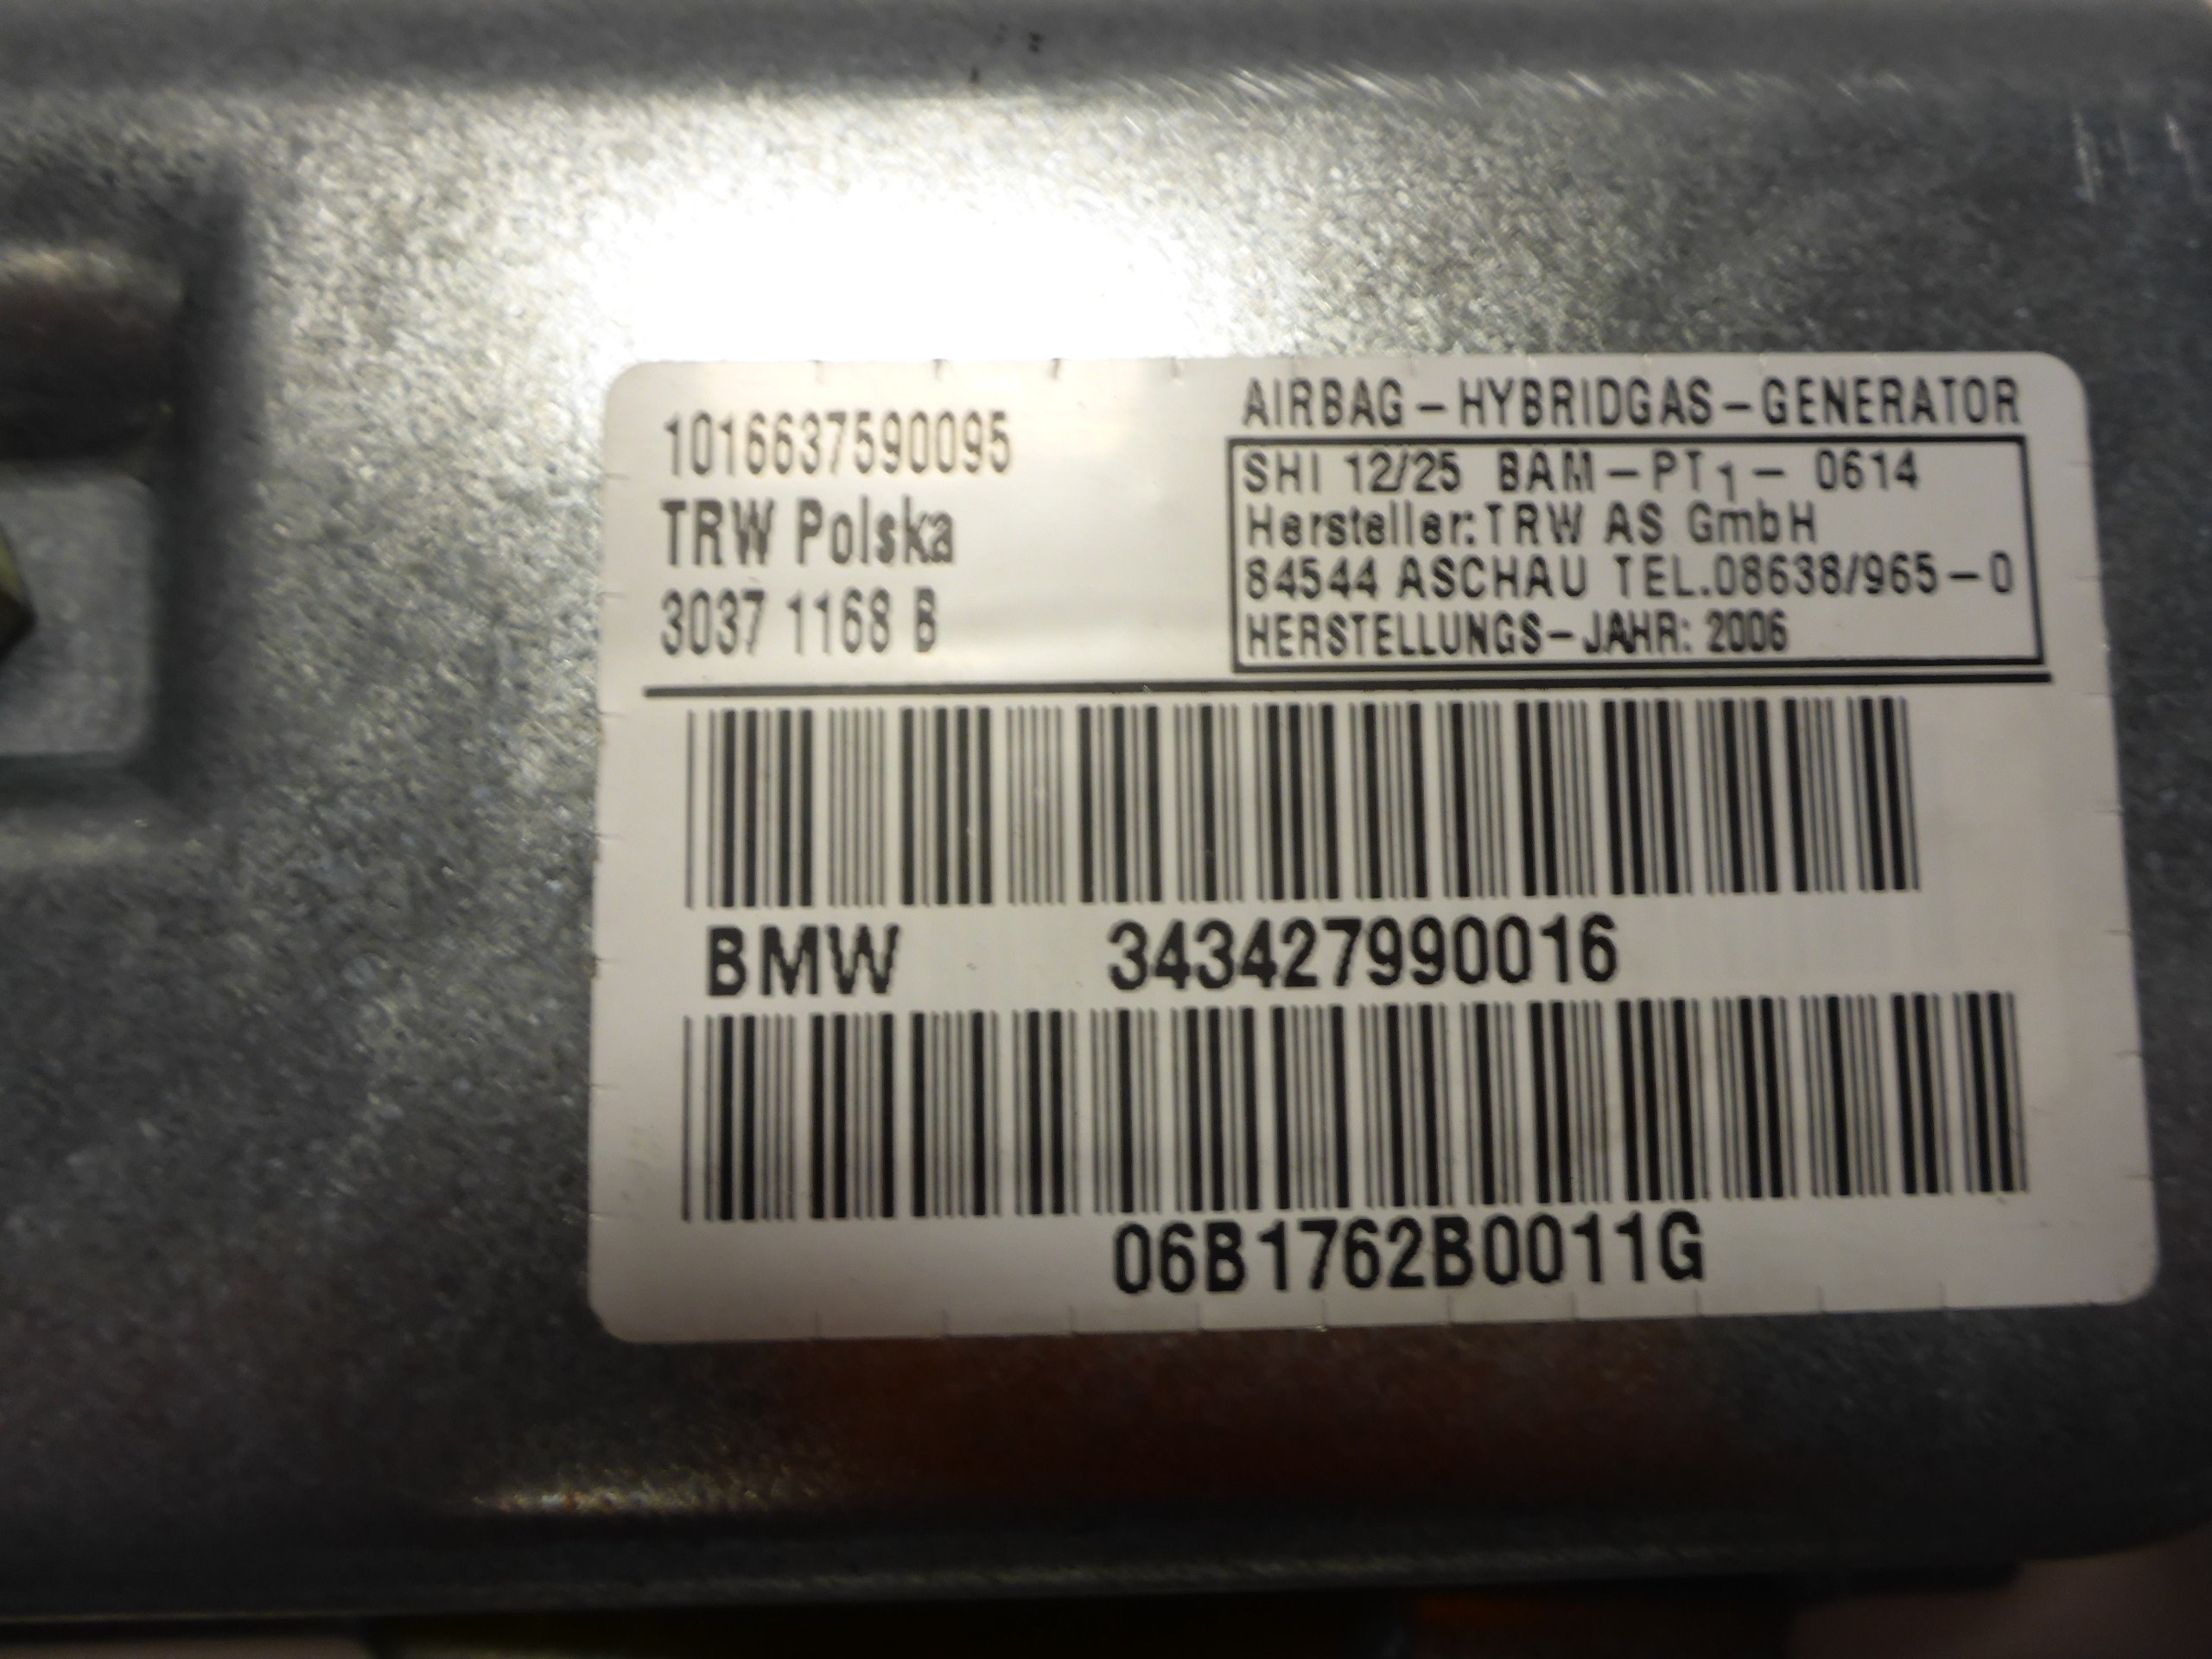 1016637590095
TRW Polska
3037 1168 B
AIRBAG-HYBRIDGAS-GENERATOR
SHI 12/25 BAM-PT1- 0614
Hersteller: TRW AS GmbH
84544 ASCHAU TEL.08638/965-0
HERSTELLUNGS-JAHR: 2006
BMW 343427990016
06B1762B0011G